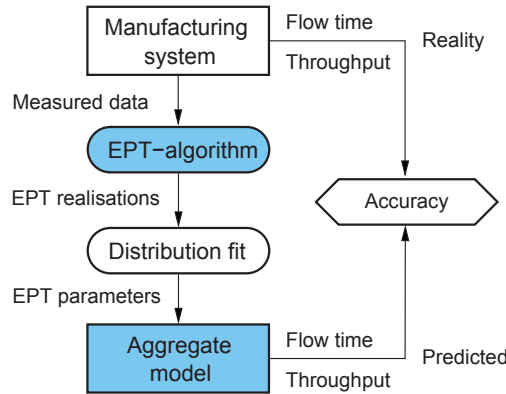 Manufacturing
system
Flow time
Throughput
Reality
Measured data
EPT−algorithm
EPT realisations
Accuracy
Distribution fit
EPT parameters
Aggregate
model
Flow time
Throughput
Predicted